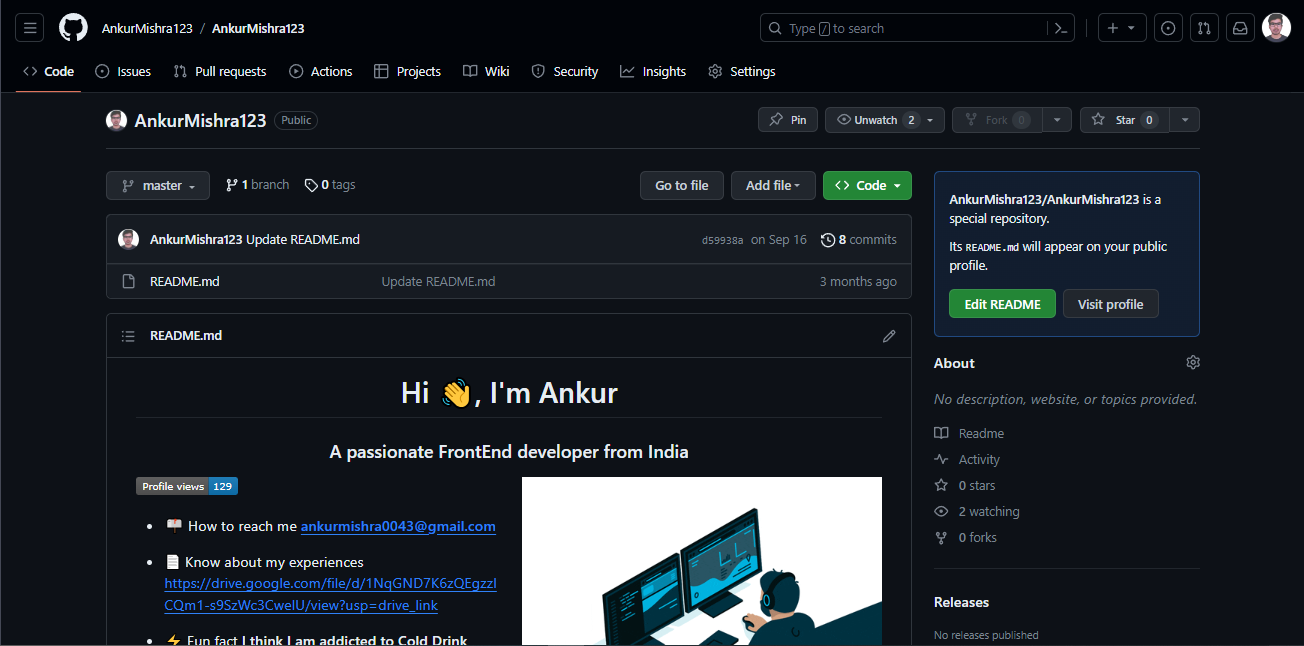 AnkurMishra123 / AnkurMishra123
Type / to search
Code Issues Pull requests Actions Projects Wiki Security Insights Settings
AnkurMishra123 Public
Pin Unwatch 2 Fork 0 Star 0
master 1 branch 0 tags Go to file Add file Code
AnkurMishra123 Update README.md d59938a on Sep 16 8 commits
README.md Update README.md 3 months ago
README.md
Hi 👋, I'm Ankur
A passionate FrontEnd developer from India
Profile views 129
📫 How to reach me ankurmishra0043@gmail.com
📄 Know about my experiences
https://drive.google.com/file/d/1NqGND7K6zQEgzzI
CQm1-s9SzWc3CwelU/view?usp=drive_link
⚡ Fun fact I think I am addicted to Cold Drink
AnkurMishra123/AnkurMishra123 is a
special repository.
Its README.md will appear on your public
profile.
Edit README Visit profile
About
No description, website, or topics provided.
Readme
Activity
0 stars
2 watching
0 forks
Releases
No releases published